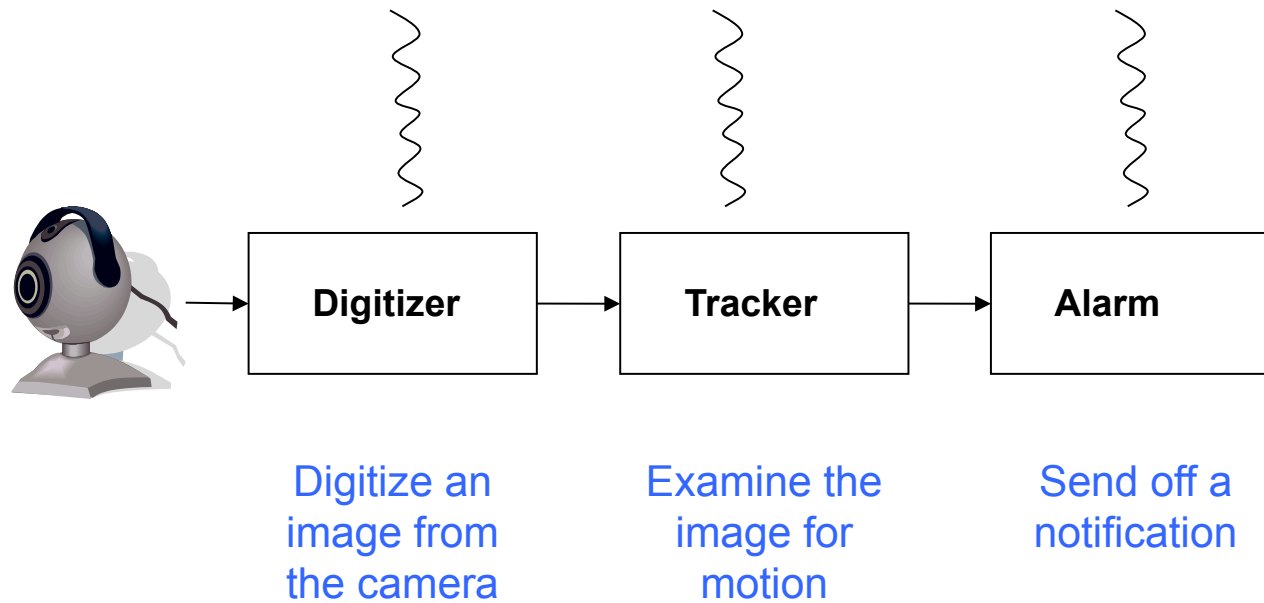 Digitizer
Tracker
Alarm
Digitize an
image from
the camera
Examine the
image for
motion
Send off a
notification